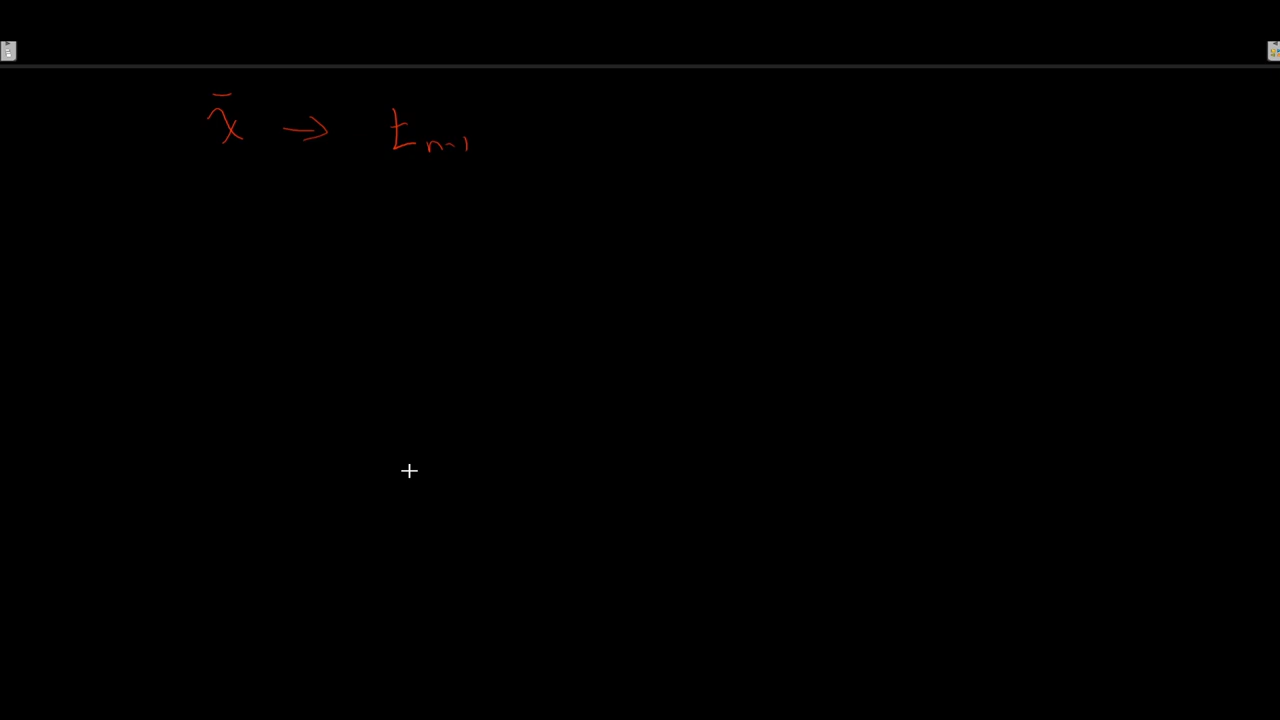 x̄ → t_{n-1}